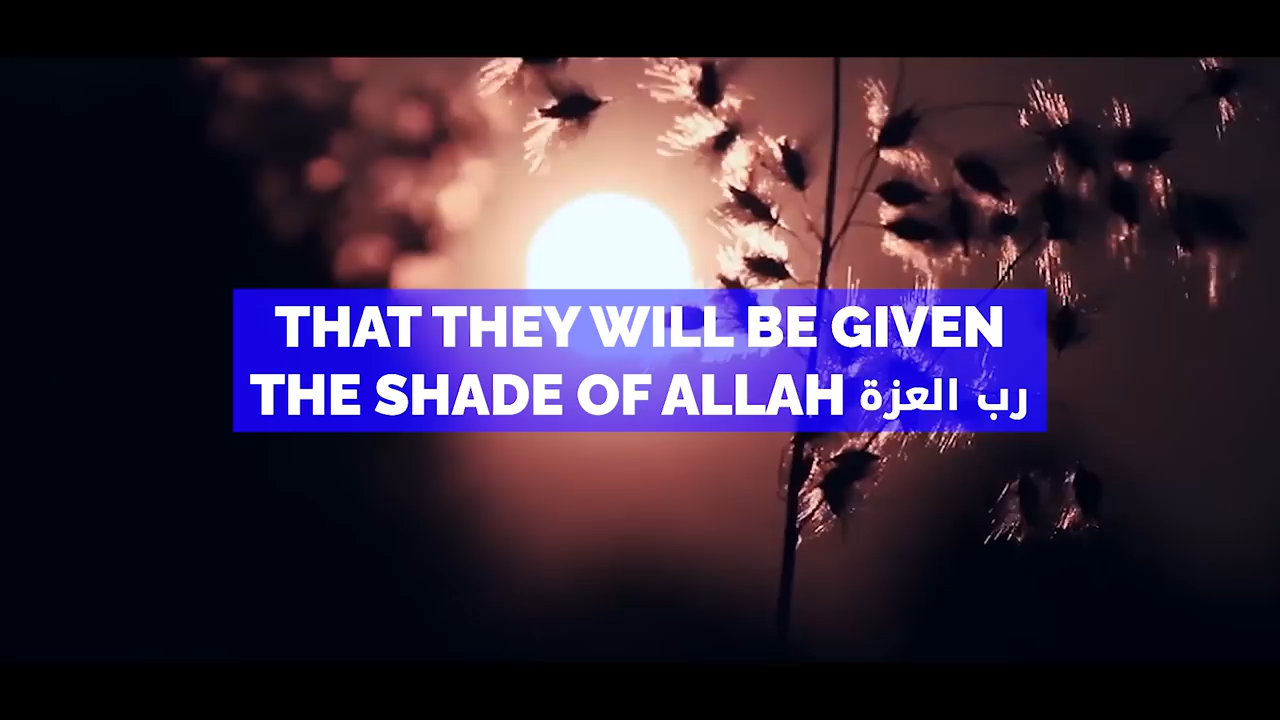 THAT THEY WILL BE GIVEN
THE SHADE OF ALLAH رب العزة